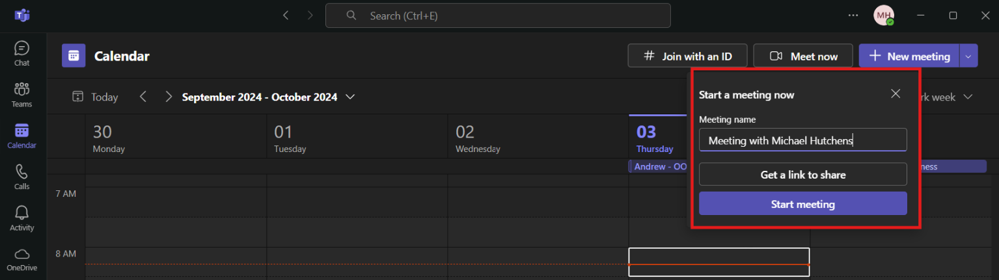 Search (Ctrl+E)
MH
Chat
Teams
Calendar
Calls
Activity
OneDrive
Calendar
# Join with an ID
Meet now
+ New meeting
Today
September 2024 - October 2024
rk week
30
Monday
01
Tuesday
02
Wednesday
03
Thursday
Andrew - OO
ness
7 AM
8 AM
Start a meeting now
Meeting name
Meeting with Michael Hutchens
Get a link to share
Start meeting